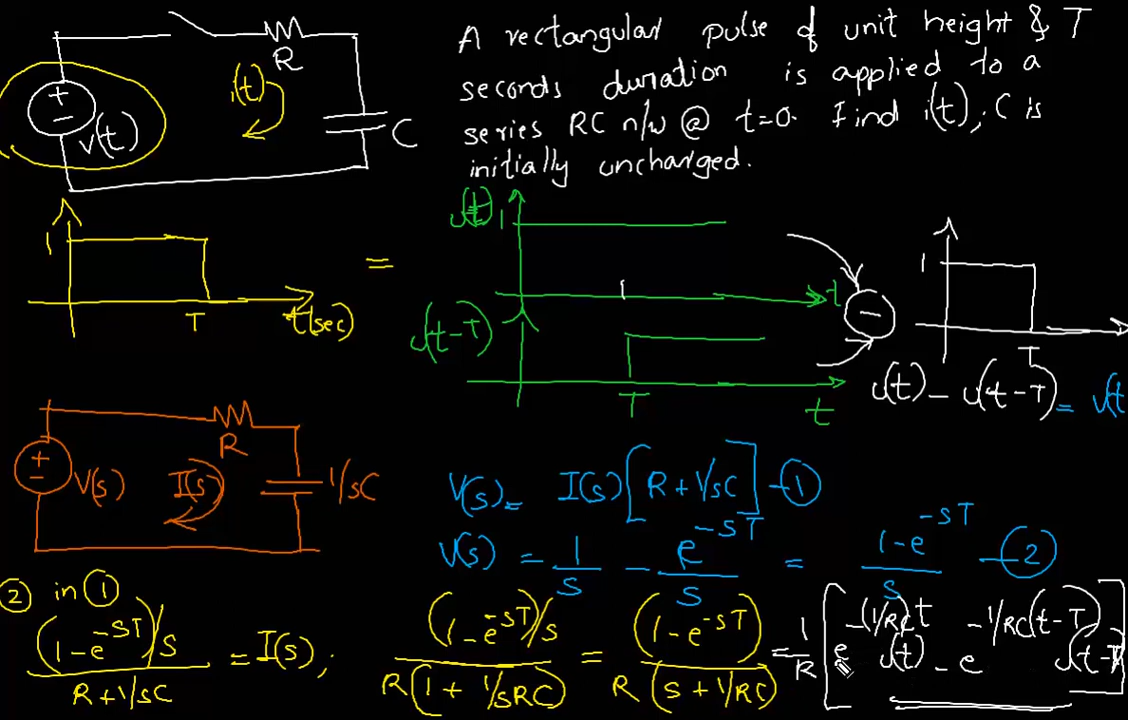 A rectangular pulse of unit height & T
seconds duration is applied to a
series RC n/w @ t=0. Find i(t), C is
initially uncharged.
R
i(t)
+
-
v(t)
C
1
T
t(sec)
=
u(t)
1
t
u(t-T)
T
t
-
1
T
u(t) - u(t-T) = v(t
+
-
V(s)
R
I(s)
1/sC
V(s) = I(s) [R + 1/sC] - ①
V(s) = 1/s - e^-sT/s = 1-e^-sT/s - ②
② in ①
(1-e^-sT)/s / R+1/sC = I(s); (1-e^-sT)/s / R(1 + 1/sRC) = (1-e^-sT) / R(s+1/RC) = 1/R [e^-(1/RC)t u(t) - e^-1/RC(t-T) u(t-T)]